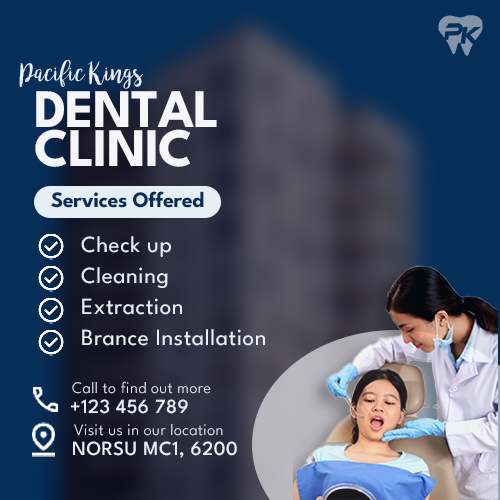 PK
Pacific Kings
DENTAL
CLINIC
Services Offered
Check up
Cleaning
Extraction
Brance Installation
Call to find out more
+123 456 789
Visit us in our location
NORSU MC1, 6200